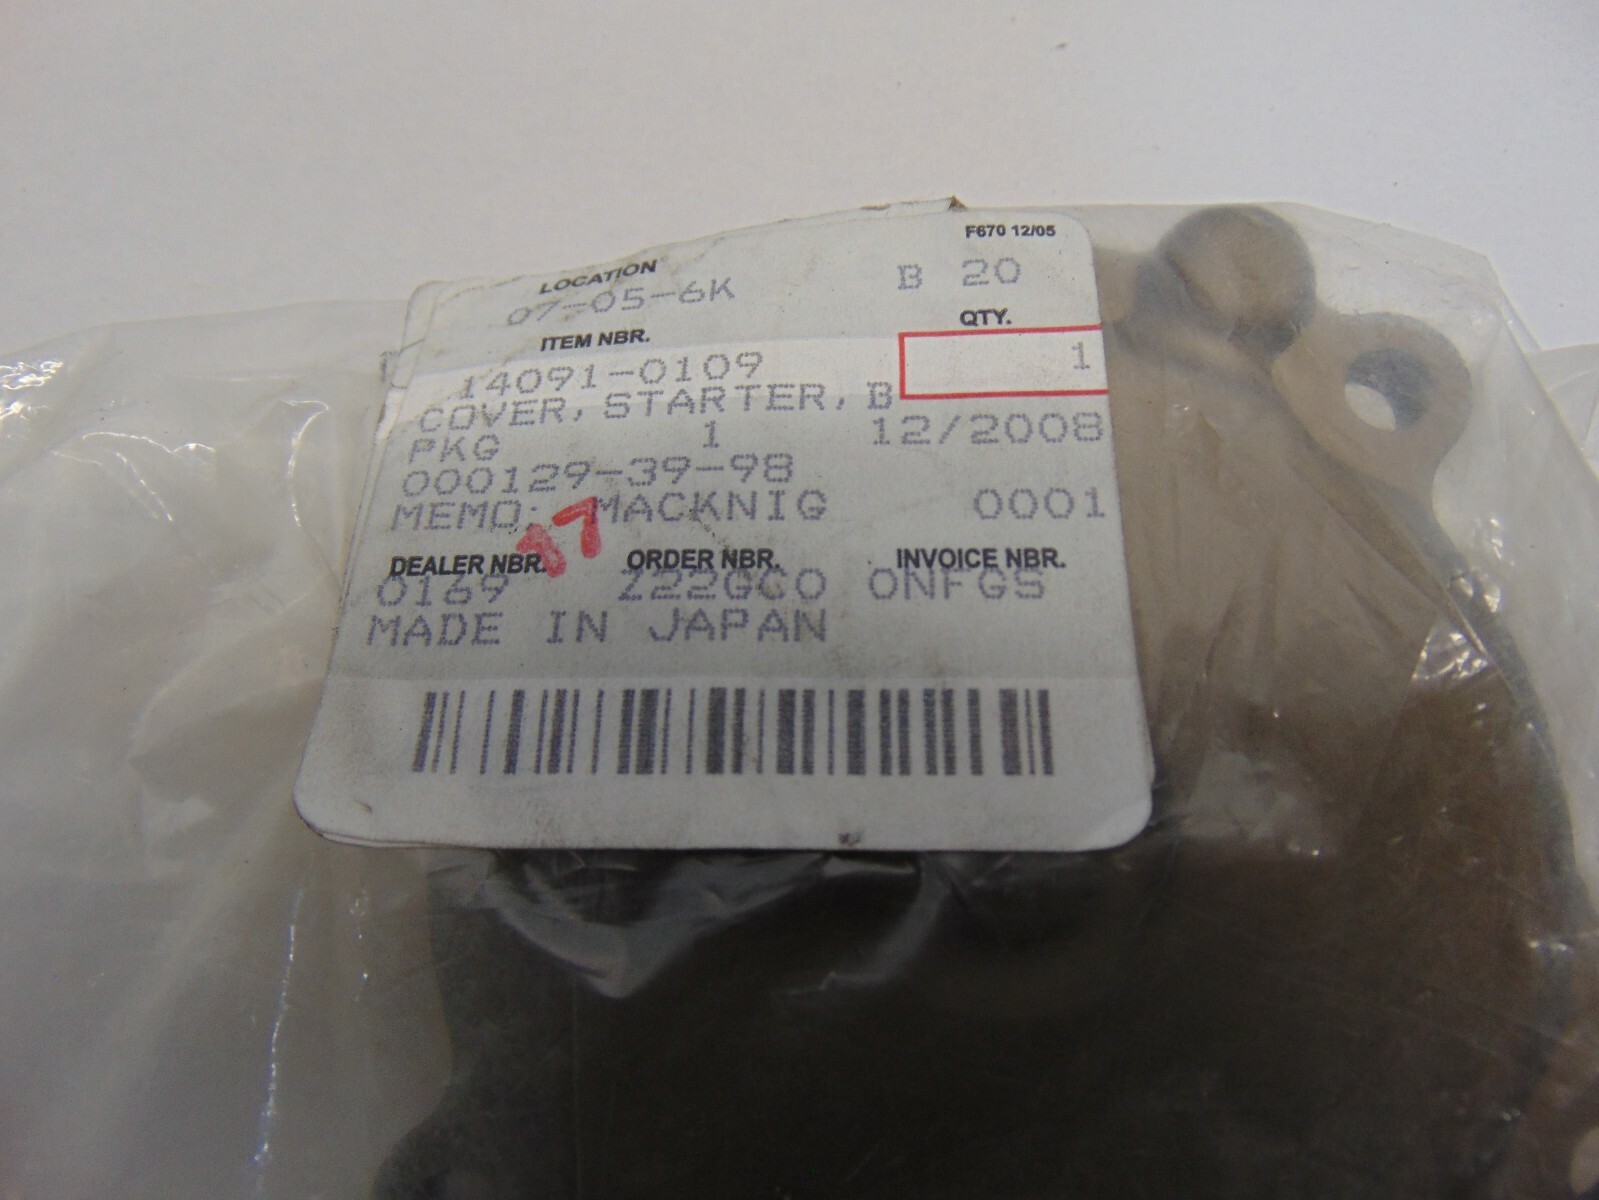 F670 12/05
LOCATION
07-05-6K B 20
ITEM NBR. QTY.
14091-0109 1
COVER, STARTER, B
PKG 1 12/2008
000129-39-98
MEMO: MACKNIG 0001
17
DEALER NBR. ORDER NBR. INVOICE NBR.
0169 Z22GCO ONFGS
MADE IN JAPAN